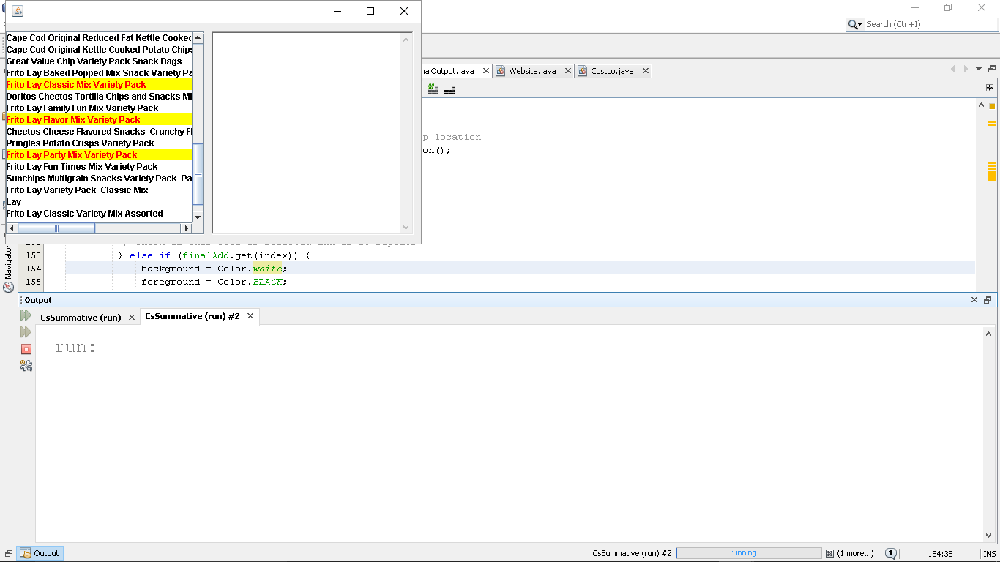 Search (Ctrl+I)
Cape Cod Original Reduced Fat Kettle Cooked
Cape Cod Original Kettle Cooked Potato Chips
Great Value Chip Variety Pack Snack Bags
Frito Lay Baked Popped Mix Snack Variety Pa
Frito Lay Classic Mix Variety Pack
Doritos Cheetos Tortilla Chips and Snacks Mi
Frito Lay Family Fun Mix Variety Pack
Frito Lay Flavor Mix Variety Pack
Cheetos Cheese Flavored Snacks Crunchy Fl
Pringles Potato Crisps Variety Pack
Frito Lay Party Mix Variety Pack
Frito Lay Fun Times Mix Variety Pack
Sunchips Multigrain Snacks Variety Pack Pa
Frito Lay Variety Pack Classic Mix
Lay
Frito Lay Classic Variety Mix Assorted
nalOutput.java Website.java Costco.java
p location
on();
153 } else if (finalAdd.get(index)) {
154 background = Color.white;
155 foreground = Color.BLACK;
Navigator
Output
CsSummative (run) CsSummative (run) #2
run:
Output CsSummative (run) #2 running... (1 more...) 1 154:38 INS